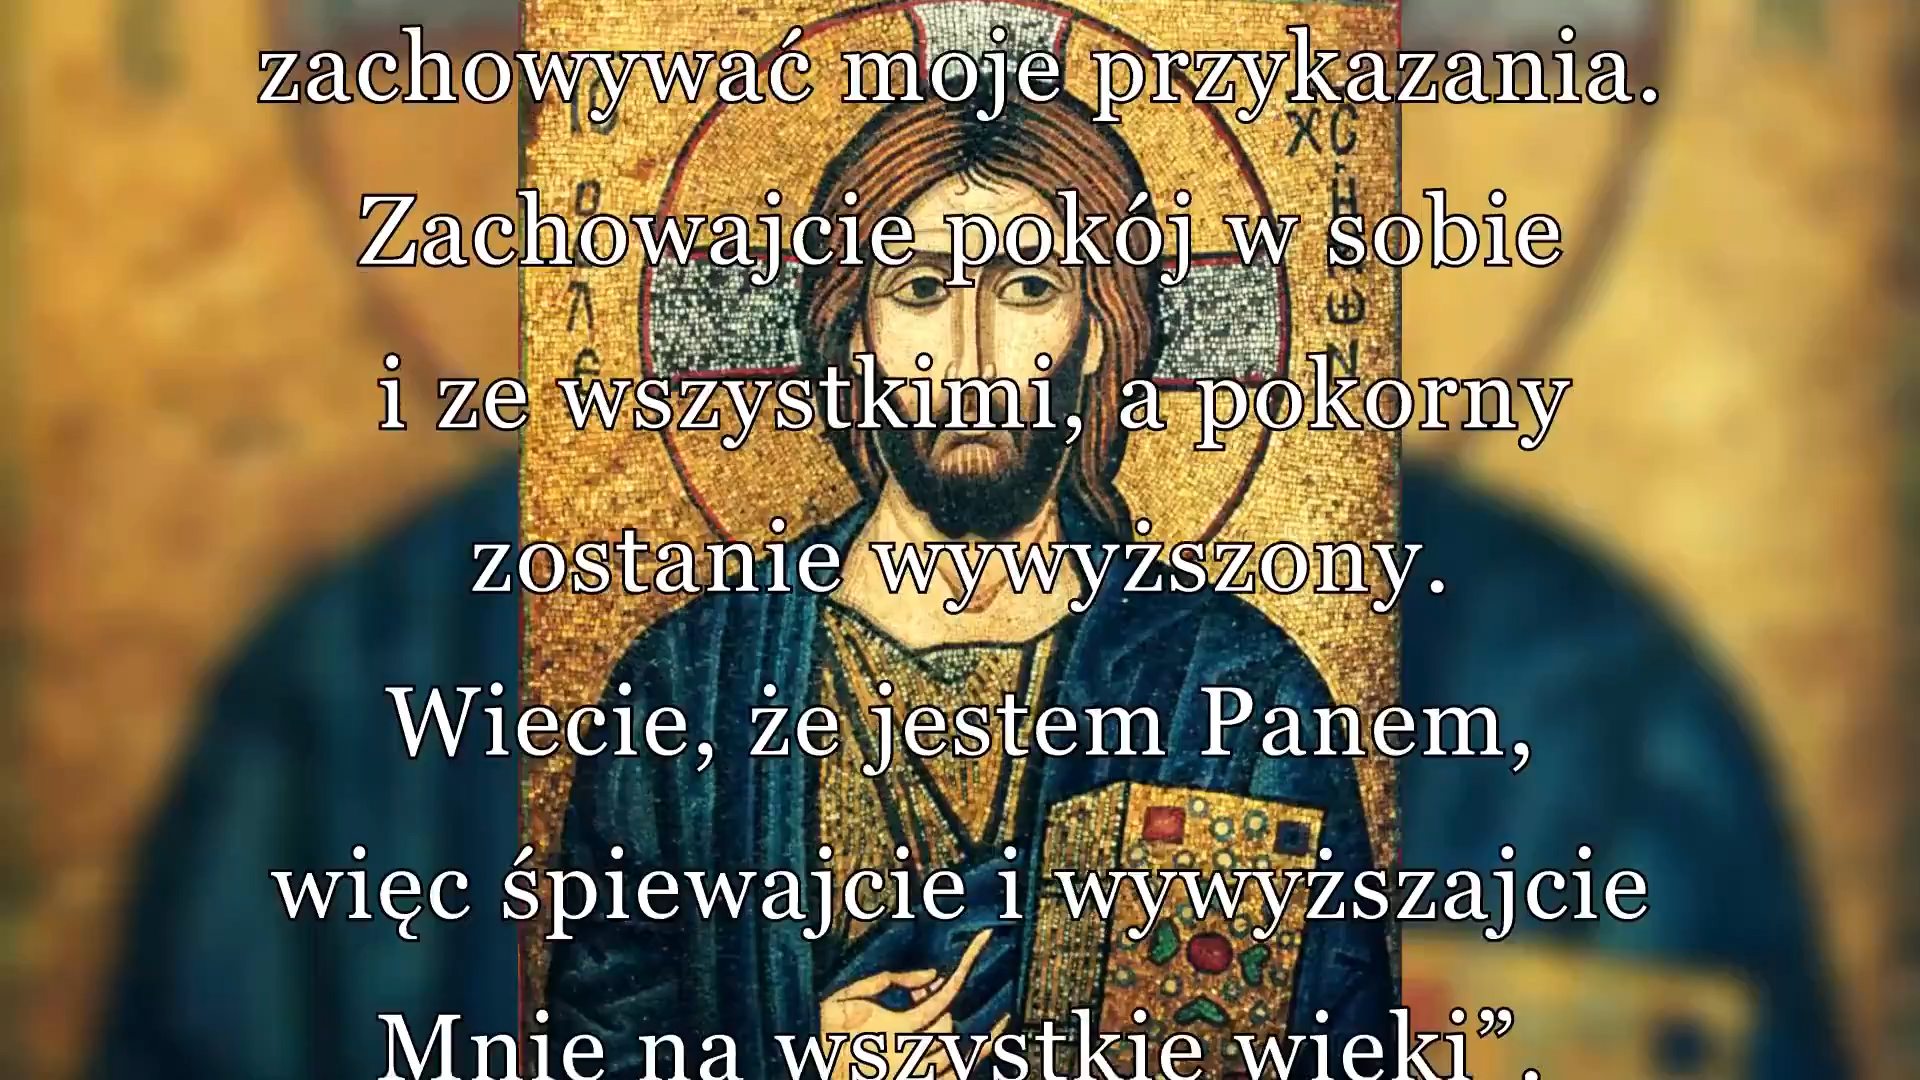 zachowywać moje przykazania.
Zachowajcie pokój w sobie
i ze wszystkimi, a pokorny
zostanie wywyższony.
Wiecie, że jestem Panem,
więc śpiewajcie i wywyższajcie
Mnie na wszystkie wieki”.
ХС